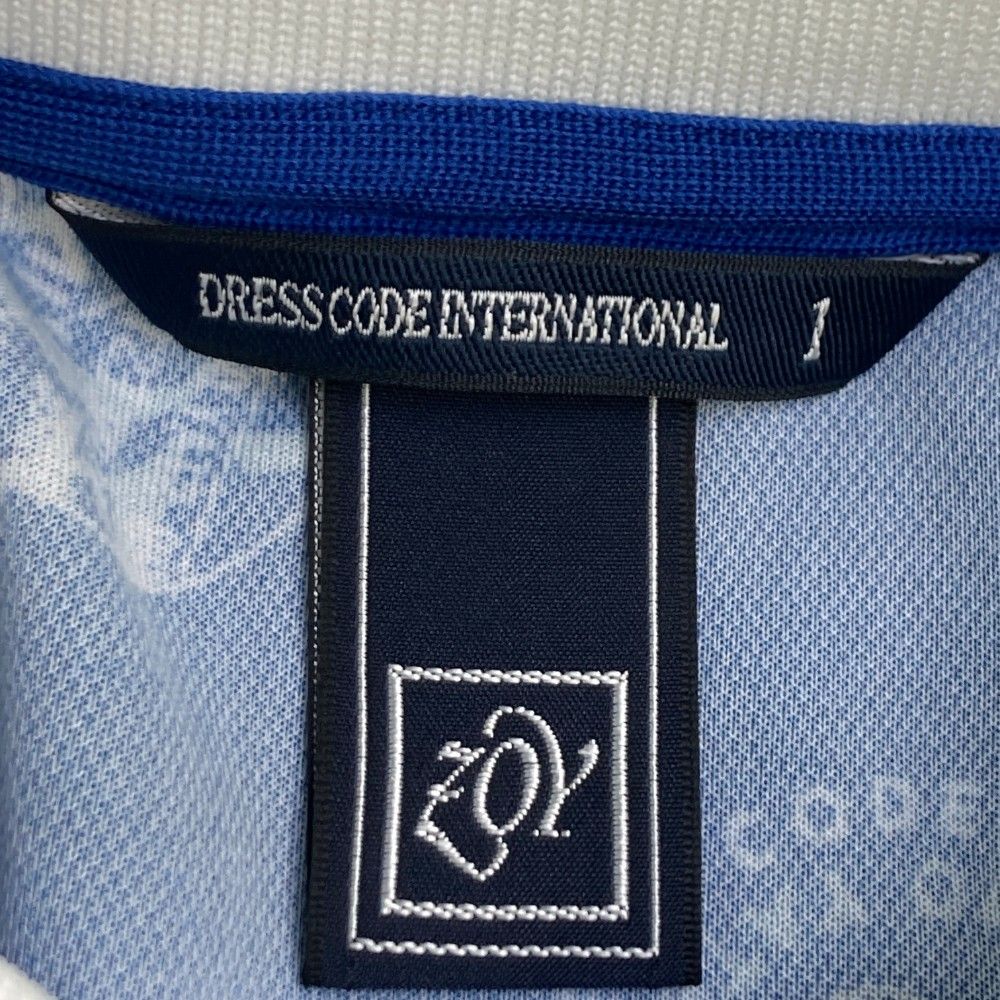 DRESS CODE INTERNATIONAL 1
ZOY
CODE